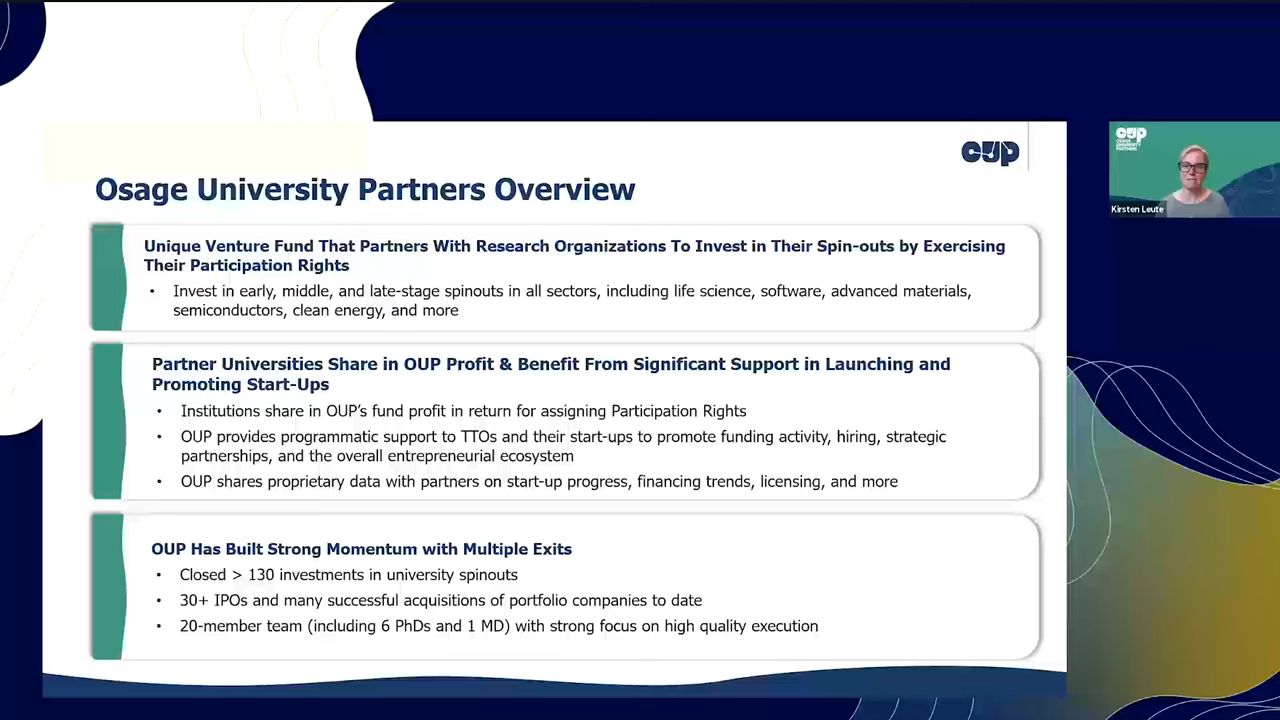 OUP
Osage University Partners Overview
Unique Venture Fund That Partners With Research Organizations To Invest in Their Spin-outs by Exercising
Their Participation Rights
• Invest in early, middle, and late-stage spinouts in all sectors, including life science, software, advanced materials,
semiconductors, clean energy, and more
Partner Universities Share in OUP Profit & Benefit From Significant Support in Launching and
Promoting Start-Ups
• Institutions share in OUP’s fund profit in return for assigning Participation Rights
• OUP provides programmatic support to TTOs and their start-ups to promote funding activity, hiring, strategic
partnerships, and the overall entrepreneurial ecosystem
• OUP shares proprietary data with partners on start-up progress, financing trends, licensing, and more
OUP Has Built Strong Momentum with Multiple Exits
• Closed > 130 investments in university spinouts
• 30+ IPOs and many successful acquisitions of portfolio companies to date
• 20-member team (including 6 PhDs and 1 MD) with strong focus on high quality execution
OUP
OSAGE
UNIVERSITY
PARTNERS
Kirsten Leute